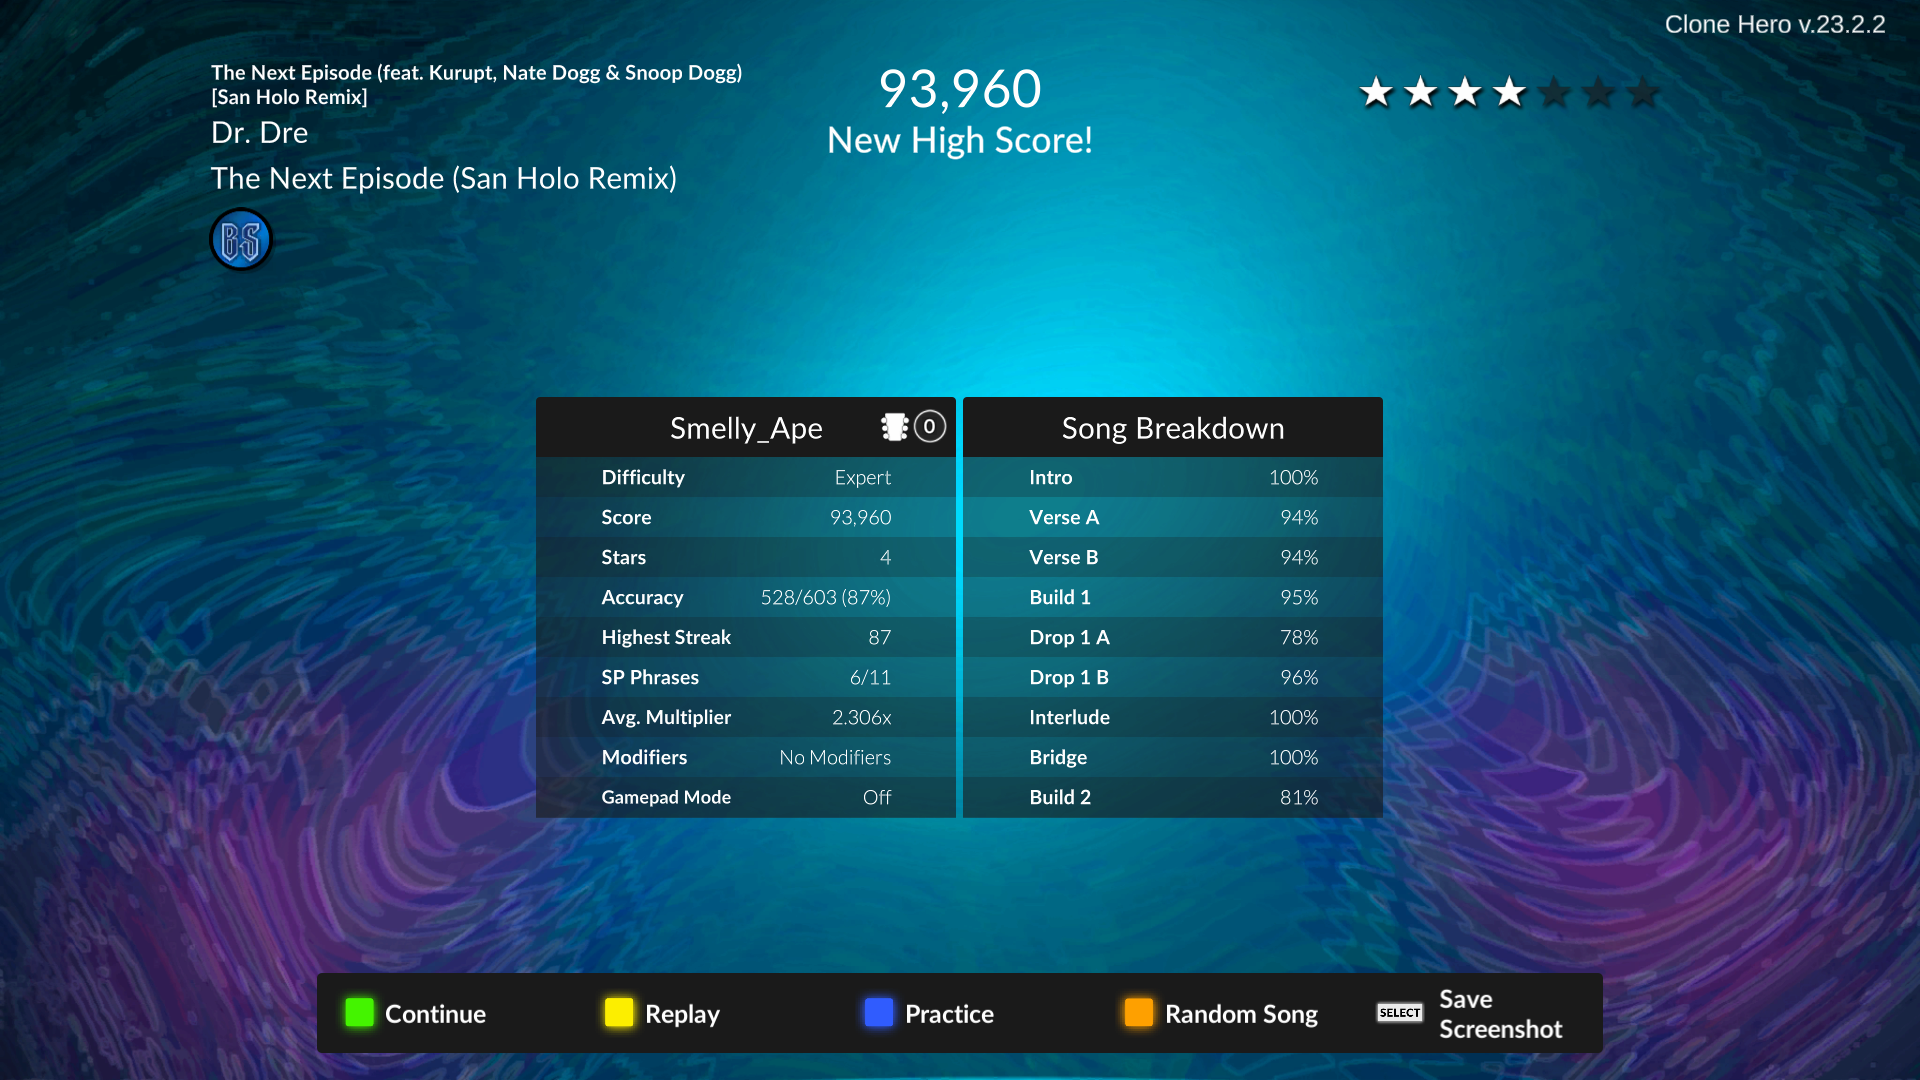 Clone Hero v.23.2.2
The Next Episode (feat. Kurupt, Nate Dogg & Snoop Dogg)
[San Holo Remix]
Dr. Dre
The Next Episode (San Holo Remix)
BS
93,960
New High Score!
Smelly_Ape 0
Difficulty Expert
Score 93,960
Stars 4
Accuracy 528/603 (87%)
Highest Streak 87
SP Phrases 6/11
Avg. Multiplier 2.306x
Modifiers No Modifiers
Gamepad Mode Off
Song Breakdown
Intro 100%
Verse A 94%
Verse B 94%
Build 1 95%
Drop 1 A 78%
Drop 1 B 96%
Interlude 100%
Bridge 100%
Build 2 81%
Continue
Replay
Practice
Random Song
SELECT
Save
Screenshot